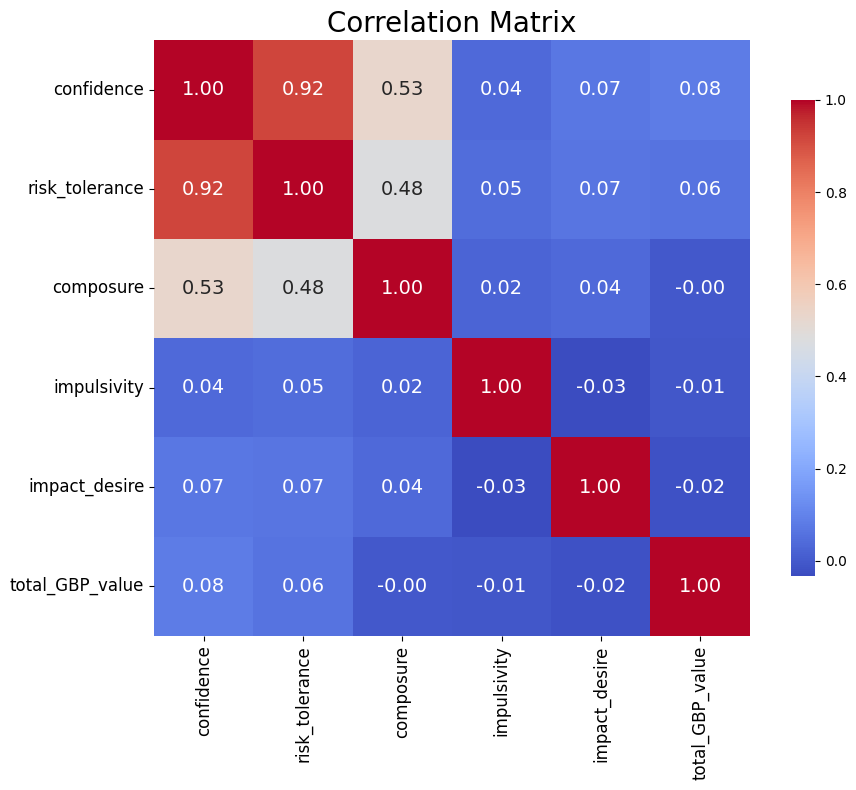 Correlation Matrix
confidence 1.00 0.92 0.53 0.04 0.07 0.08
risk_tolerance 0.92 1.00 0.48 0.05 0.07 0.06
composure 0.53 0.48 1.00 0.02 0.04 -0.00
impulsivity 0.04 0.05 0.02 1.00 -0.03 -0.01
impact_desire 0.07 0.07 0.04 -0.03 1.00 -0.02
total_GBP_value 0.08 0.06 -0.00 -0.01 -0.02 1.00
confidence
risk_tolerance
composure
impulsivity
impact_desire
total_GBP_value
1.0
0.8
0.6
0.4
0.2
0.0